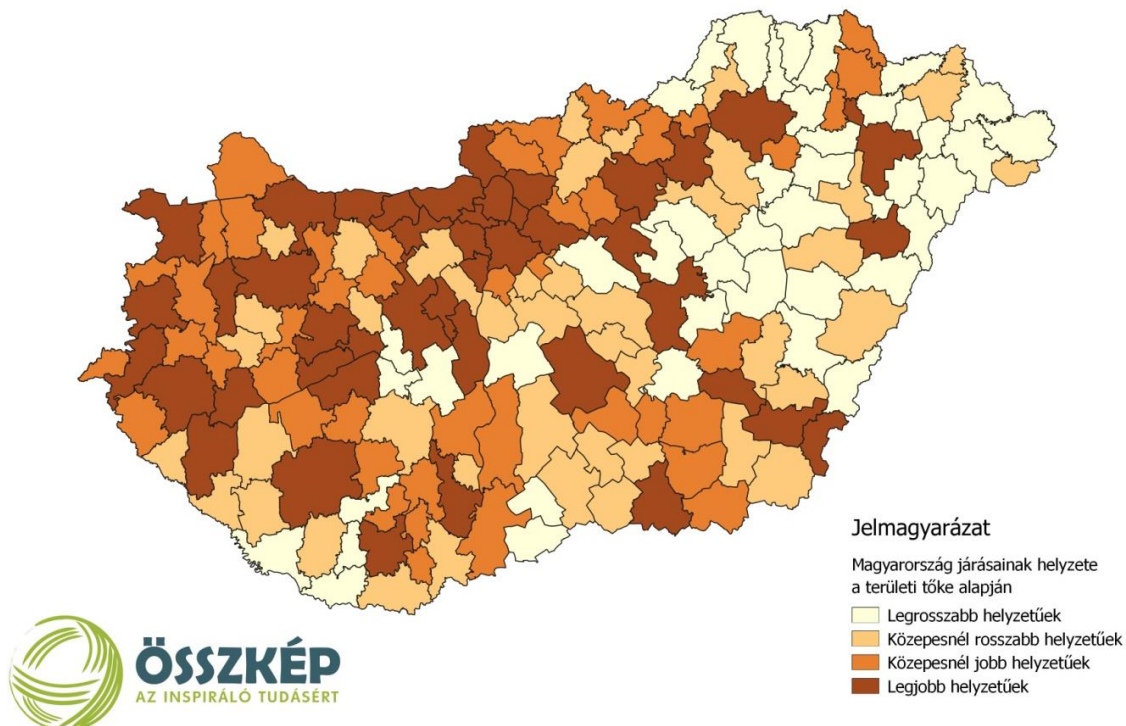 Jelmagyarázat
Magyarország járásainak helyzete
a területi tőke alapján
Legrosszabb helyzetűek
Közepesnél rosszabb helyzetűek
Közepesnél jobb helyzetűek
Legjobb helyzetűek
ÖSSZKÉP
AZ INSPIRÁLÓ TUDÁSÉRT